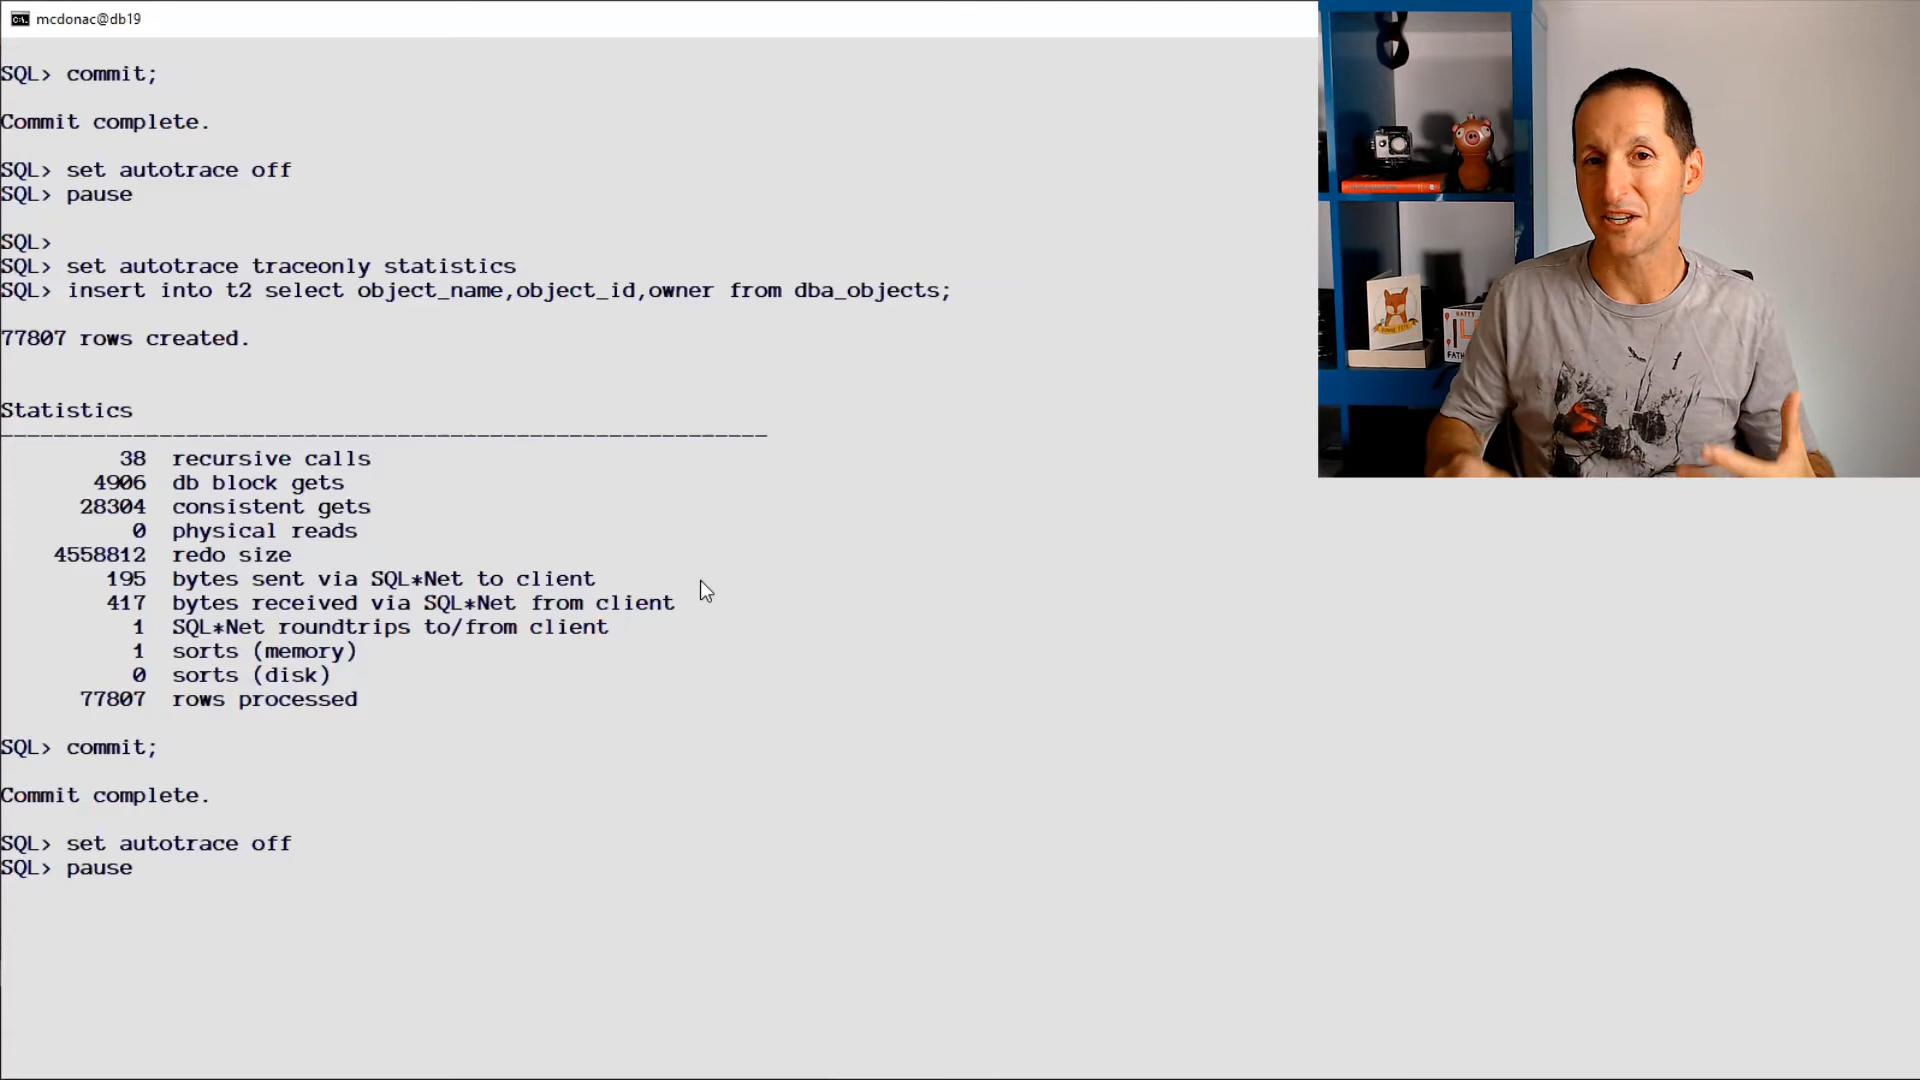 mcdonac@db19
SQL> commit;
Commit complete.
SQL> set autotrace off
SQL> pause
SQL>
SQL> set autotrace traceonly statistics
SQL> insert into t2 select object_name,object_id,owner from dba_objects;
77807 rows created.
Statistics
----------------------------------------------------------
38 recursive calls
4906 db block gets
28304 consistent gets
0 physical reads
4558812 redo size
195 bytes sent via SQL*Net to client
417 bytes received via SQL*Net from client
1 SQL*Net roundtrips to/from client
1 sorts (memory)
0 sorts (disk)
77807 rows processed
SQL> commit;
Commit complete.
SQL> set autotrace off
SQL> pause
HAPPY